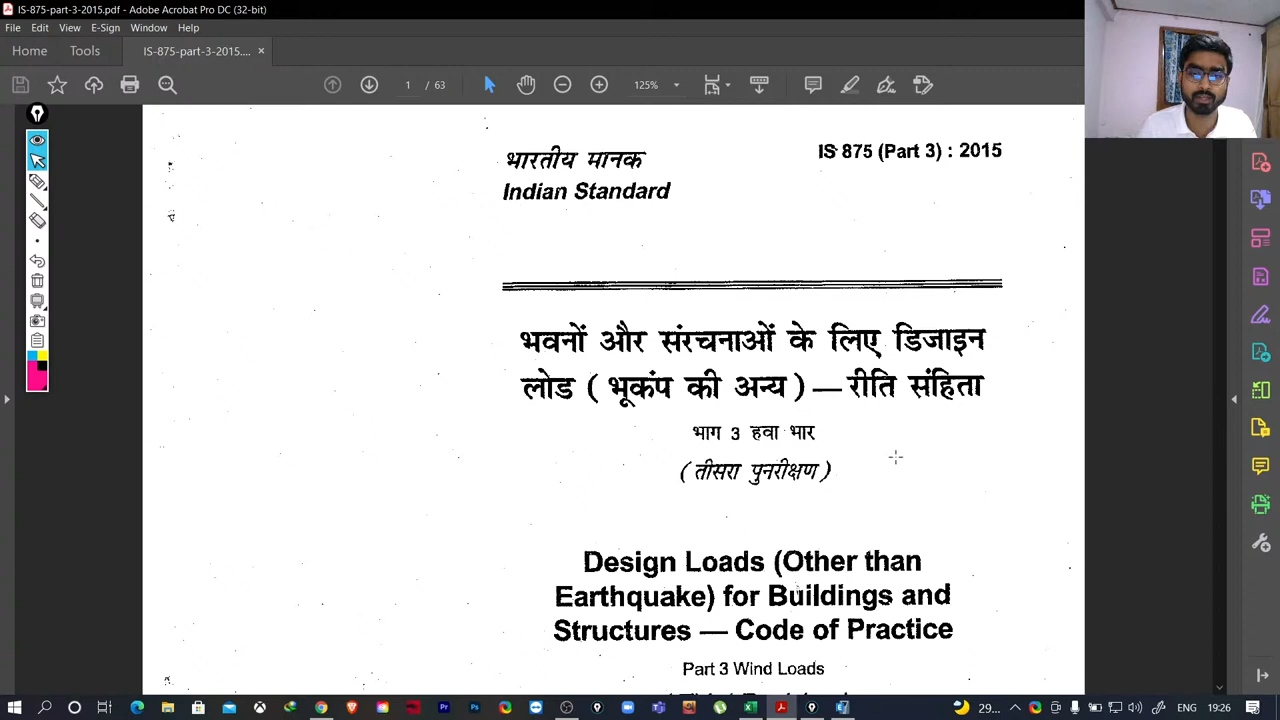 IS-875-part-3-2015.pdf - Adobe Acrobat Pro DC (32-bit)
File Edit View E-Sign Window Help
Home Tools IS-875-part-3-2015.... ×
1 / 63 125%
भारतीय मानक
Indian Standard
IS 875 (Part 3) : 2015
भवनों और संरचनाओं के लिए डिजाइन
लोड ( भूकंप की अन्य ) — रीति संहिता
भाग 3 हवा भार
( तीसरा पुनरीक्षण )
Design Loads (Other than
Earthquake) for Buildings and
Structures — Code of Practice
Part 3 Wind Loads
29... ENG 19:26